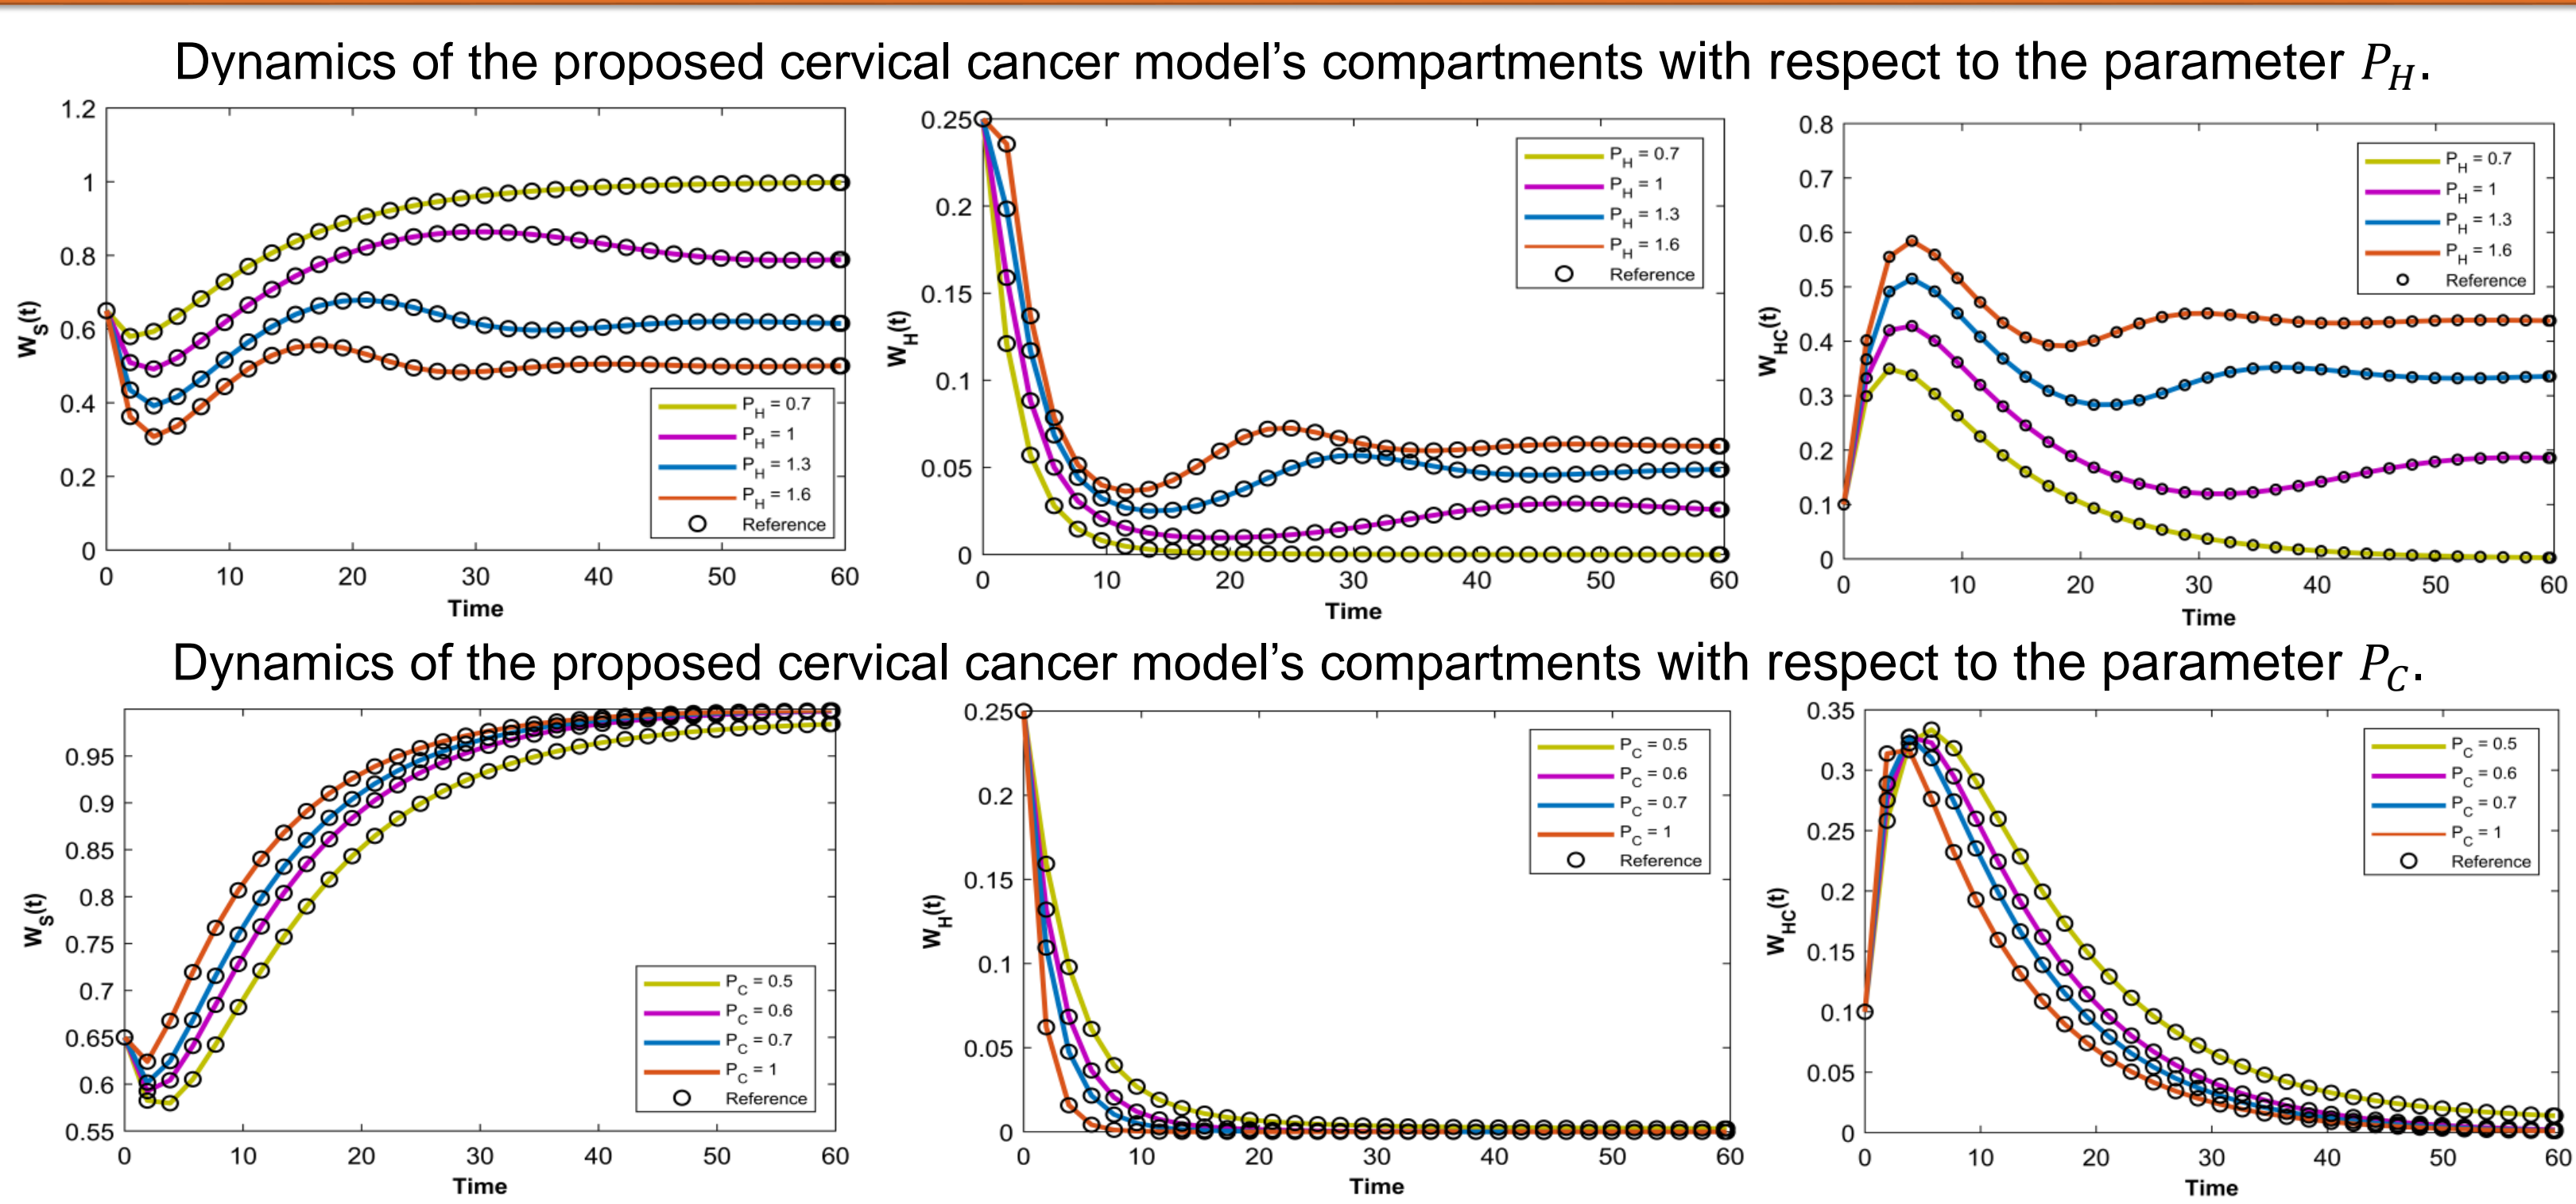 Dynamics of the proposed cervical cancer model's compartments with respect to the parameter P_H.
1.2
1
0.8
0.6
0.4
0.2
0
0 10 20 30 40 50 60
W_S(t)
Time
P_H = 0.7
P_H = 1
P_H = 1.3
P_H = 1.6
Reference
0.25
0.2
0.15
0.1
0.05
0
0 10 20 30 40 50 60
W_H(t)
Time
P_H = 0.7
P_H = 1
P_H = 1.3
P_H = 1.6
Reference
0.8
0.7
0.6
0.5
0.4
0.3
0.2
0.1
0
0 10 20 30 40 50 60
W_HC(t)
Time
P_H = 0.7
P_H = 1
P_H = 1.3
P_H = 1.6
Reference
Dynamics of the proposed cervical cancer model's compartments with respect to the parameter P_C.
0.95
0.9
0.85
0.8
0.75
0.7
0.65
0.6
0.55
0 10 20 30 40 50 60
W_S(t)
Time
P_C = 0.5
P_C = 0.6
P_C = 0.7
P_C = 1
Reference
0.25
0.2
0.15
0.1
0.05
0
0 10 20 30 40 50 60
W_H(t)
Time
P_C = 0.5
P_C = 0.6
P_C = 0.7
P_C = 1
Reference
0.35
0.3
0.25
0.2
0.15
0.1
0.05
0
0 10 20 30 40 50 60
W_HC(t)
Time
P_C = 0.5
P_C = 0.6
P_C = 0.7
P_C = 1
Reference